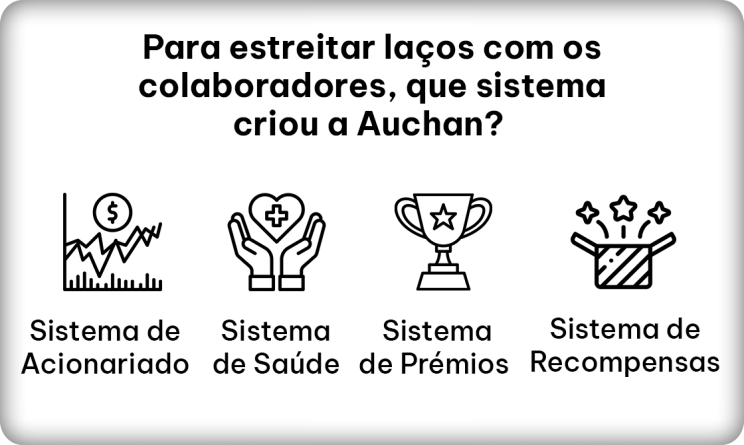 Para estreitar laços com os
colaboradores, que sistema
criou a Auchan?
$
Sistema de
Acionariado
Sistema
de Saúde
Sistema
de Prémios
Sistema de
Recompensas